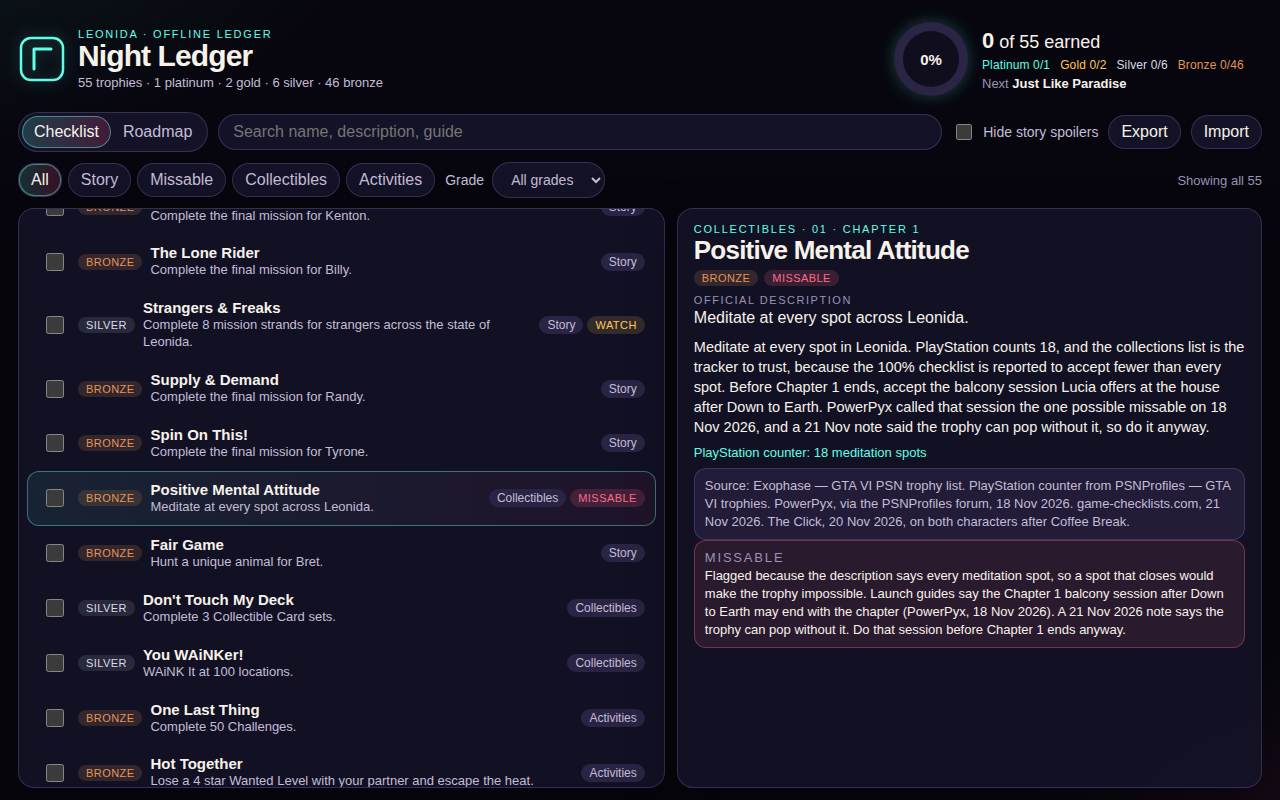 LEONIDA · OFFLINE LEDGER
Night Ledger
55 trophies · 1 platinum · 2 gold · 6 silver · 46 bronze
0%
0 of 55 earned
Platinum 0/1 Gold 0/2 Silver 0/6 Bronze 0/46
Next Just Like Paradise
Checklist Roadmap
Search name, description, guide
Hide story spoilers
Export
Import
All Story Missable Collectibles Activities Grade All grades
Showing all 55
BRONZE Complete the final mission for Kenton. Story
BRONZE
The Lone Rider
Complete the final mission for Billy.
Story
SILVER
Strangers & Freaks
Complete 8 mission strands for strangers across the state of
Leonida.
Story WATCH
BRONZE
Supply & Demand
Complete the final mission for Randy.
Story
BRONZE
Spin On This!
Complete the final mission for Tyrone.
Story
BRONZE
Positive Mental Attitude
Meditate at every spot across Leonida.
Collectibles MISSABLE
BRONZE
Fair Game
Hunt a unique animal for Bret.
Story
SILVER
Don't Touch My Deck
Complete 3 Collectible Card sets.
Collectibles
SILVER
You WAiNKer!
WAiNK It at 100 locations.
Collectibles
BRONZE
One Last Thing
Complete 50 Challenges.
Activities
BRONZE
Hot Together
Lose a 4 star Wanted Level with your partner and escape the heat.
Activities
COLLECTIBLES · 01 · CHAPTER 1
Positive Mental Attitude
BRONZE MISSABLE
OFFICIAL DESCRIPTION
Meditate at every spot across Leonida.
Meditate at every spot in Leonida. PlayStation counts 18, and the collections list is the
tracker to trust, because the 100% checklist is reported to accept fewer than every
spot. Before Chapter 1 ends, accept the balcony session Lucia offers at the house
after Down to Earth. PowerPyx called that session the one possible missable on 18
Nov 2026, and a 21 Nov note said the trophy can pop without it, so do it anyway.
PlayStation counter: 18 meditation spots
Source: Exophase — GTA VI PSN trophy list. PlayStation counter from PSNProfiles — GTA
VI trophies. PowerPyx, via the PSNProfiles forum, 18 Nov 2026. game-checklists.com, 21
Nov 2026. The Click, 20 Nov 2026, on both characters after Coffee Break.
MISSABLE
Flagged because the description says every meditation spot, so a spot that closes would
make the trophy impossible. Launch guides say the Chapter 1 balcony session after Down
to Earth may end with the chapter (PowerPyx, 18 Nov 2026). A 21 Nov 2026 note says the
trophy can pop without it. Do that session before Chapter 1 ends anyway.